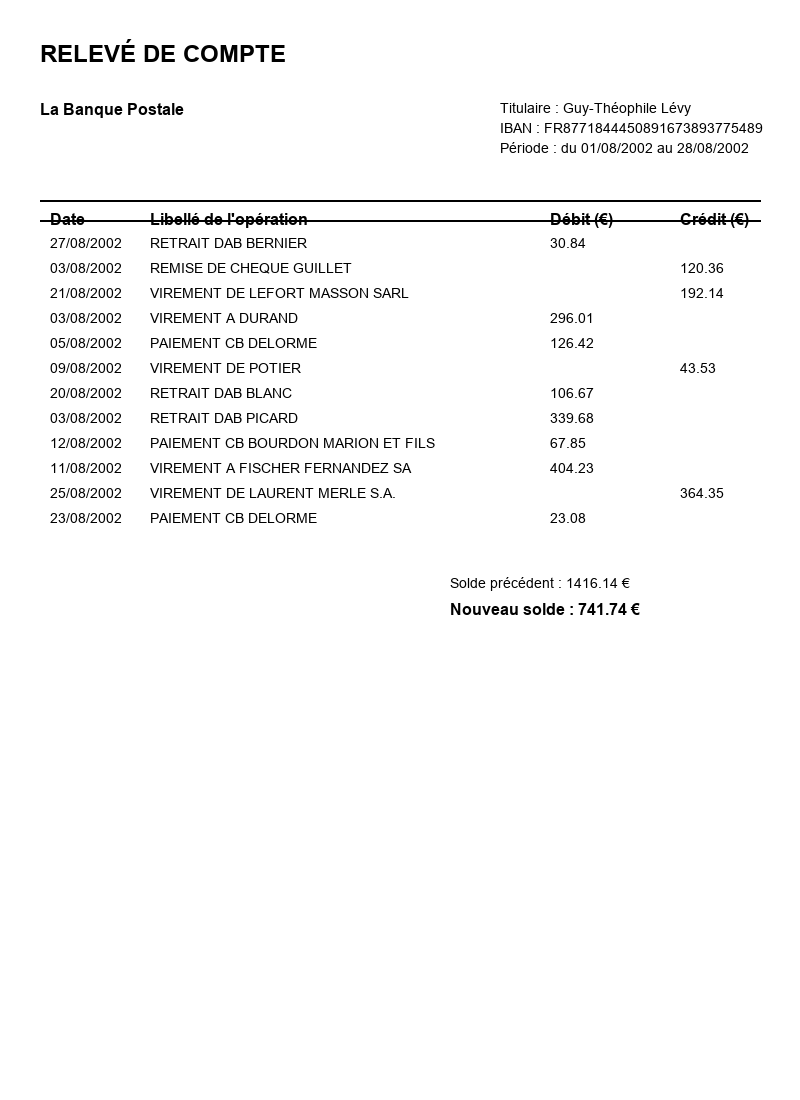 RELEVÉ DE COMPTE
La Banque Postale
Titulaire : Guy-Théophile Lévy
IBAN : FR8771844450891673893775489
Période : du 01/08/2002 au 28/08/2002
Date Libellé de l'opération Débit (€) Crédit (€)
27/08/2002 RETRAIT DAB BERNIER 30.84
03/08/2002 REMISE DE CHEQUE GUILLET 120.36
21/08/2002 VIREMENT DE LEFORT MASSON SARL 192.14
03/08/2002 VIREMENT A DURAND 296.01
05/08/2002 PAIEMENT CB DELORME 126.42
09/08/2002 VIREMENT DE POTIER 43.53
20/08/2002 RETRAIT DAB BLANC 106.67
03/08/2002 RETRAIT DAB PICARD 339.68
12/08/2002 PAIEMENT CB BOURDON MARION ET FILS 67.85
11/08/2002 VIREMENT A FISCHER FERNANDEZ SA 404.23
25/08/2002 VIREMENT DE LAURENT MERLE S.A. 364.35
23/08/2002 PAIEMENT CB DELORME 23.08
Solde précédent : 1416.14 €
Nouveau solde : 741.74 €